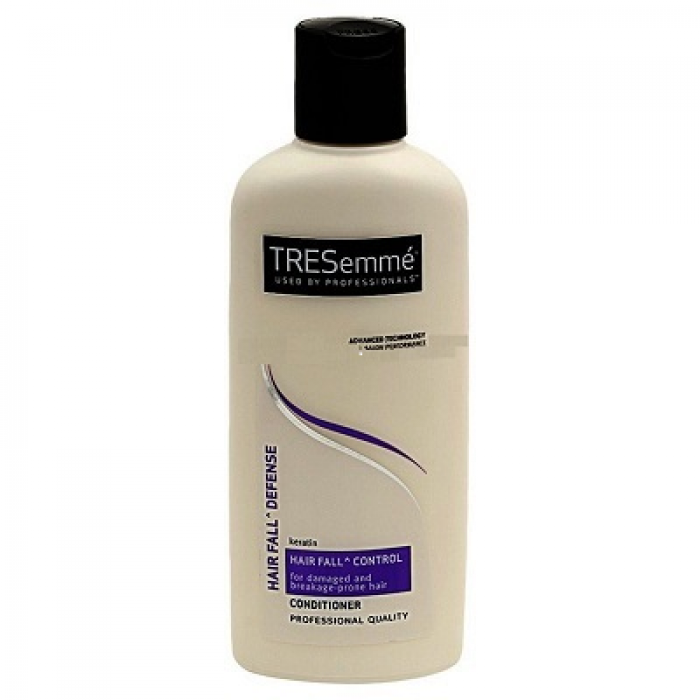 TRESemmé
USED BY PROFESSIONALS™
ADVANCED TECHNOLOGY
SALON PERFORMANCE
HAIR FALL^ DEFENSE
keratin
HAIR FALL^ CONTROL
for damaged and
breakage-prone hair
CONDITIONER
PROFESSIONAL QUALITY